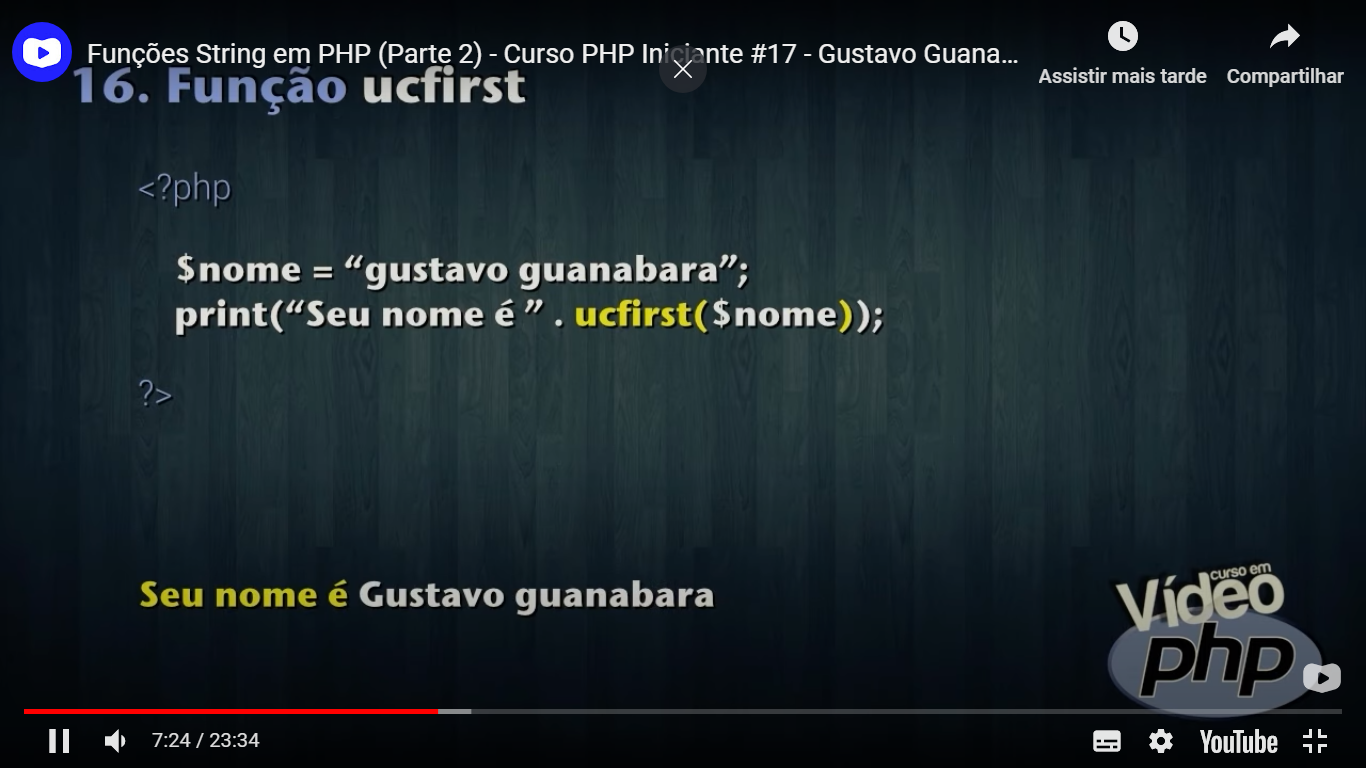 Funções String em PHP (Parte 2) - Curso PHP Iniciante #17 - Gustavo Guana...
Assistir mais tarde
Compartilhar
16. Função ucfirst
<?php
$nome = “gustavo guanabara”;
print(“Seu nome é ” . ucfirst($nome));
?>
Seu nome é Gustavo guanabara
curso em
Vídeo
php
7:24 / 23:34
YouTube